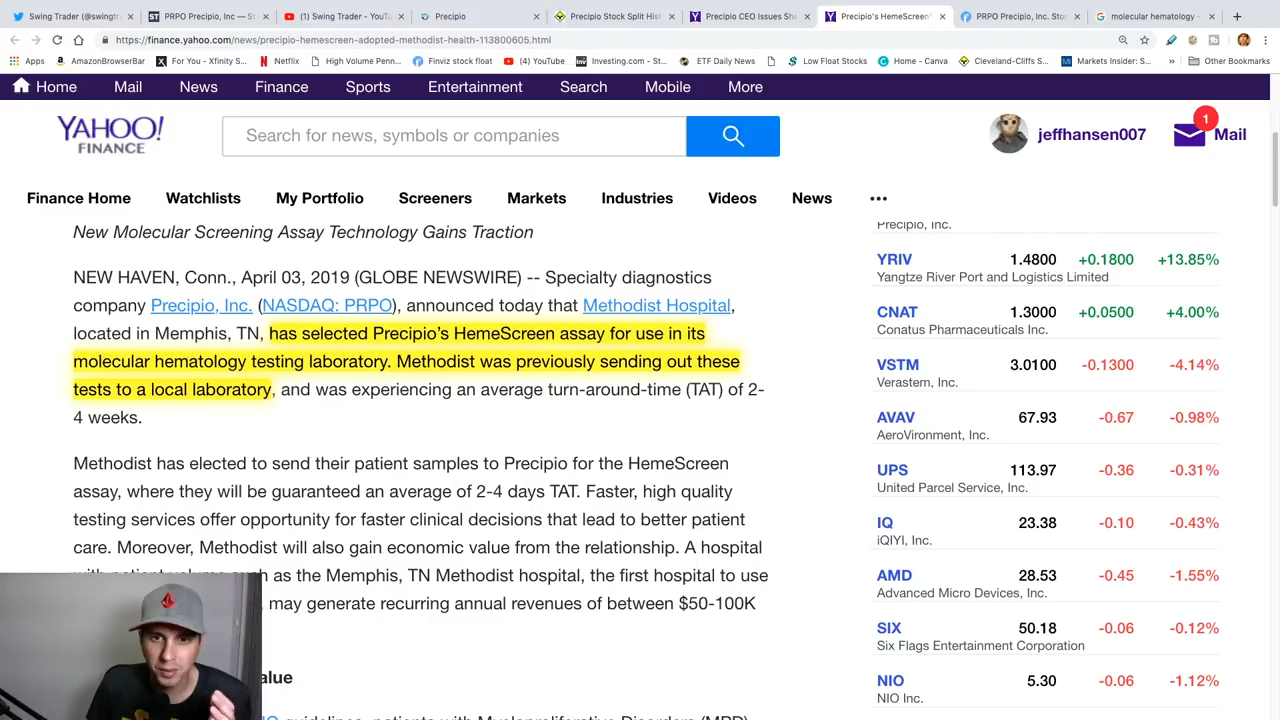 Swing Trader (@swingtr
PRPO Precipio, Inc — St
(1) Swing Trader - YouTu
Precipio
Precipio Stock Split His
Precipio CEO Issues Sh
Precipio's HemeScreen
PRPO Precipio, Inc. Sto
molecular hematology -
https://finance.yahoo.com/news/precipio-hemescreen-adopted-methodist-health-113800605.html
Apps
AmazonBrowserBar
For You - Xfinity S...
Netflix
High Volume Penn...
Finviz stock float
(4) YouTube
Investing.com - St...
ETF Daily News
Low Float Stocks
Home - Canva
Cleveland-Cliffs S...
Markets Insider: S...
»
Other Bookmarks
Home Mail News Finance Sports Entertainment Search Mobile More
YAHOO!
FINANCE
Search for news, symbols or companies
jeffhansen007
1
Mail
Finance Home Watchlists My Portfolio Screeners Markets Industries Videos News •••
New Molecular Screening Assay Technology Gains Traction
NEW HAVEN, Conn., April 03, 2019 (GLOBE NEWSWIRE) -- Specialty diagnostics
company Precipio, Inc. (NASDAQ: PRPO), announced today that Methodist Hospital,
located in Memphis, TN, has selected Precipio’s HemeScreen assay for use in its
molecular hematology testing laboratory. Methodist was previously sending out these
tests to a local laboratory, and was experiencing an average turn-around-time (TAT) of 2-
4 weeks.
Methodist has elected to send their patient samples to Precipio for the HemeScreen
assay, where they will be guaranteed an average of 2-4 days TAT. Faster, high quality
testing services offer opportunity for faster clinical decisions that lead to better patient
care. Moreover, Methodist will also gain economic value from the relationship. A hospital
with patient volume such as the Memphis, TN Methodist hospital, the first hospital to use
, may generate recurring annual revenues of between $50-100K
alue
guidelines, patients with Myeloproliferative Disorders (MPD)
Precipio, Inc.
YRIV 1.4800 +0.1800 +13.85%
Yangtze River Port and Logistics Limited
CNAT 1.3000 +0.0500 +4.00%
Conatus Pharmaceuticals Inc.
VSTM 3.0100 -0.1300 -4.14%
Verastem, Inc.
AVAV 67.93 -0.67 -0.98%
AeroVironment, Inc.
UPS 113.97 -0.36 -0.31%
United Parcel Service, Inc.
IQ 23.38 -0.10 -0.43%
iQIYI, Inc.
AMD 28.53 -0.45 -1.55%
Advanced Micro Devices, Inc.
SIX 50.18 -0.06 -0.12%
Six Flags Entertainment Corporation
NIO 5.30 -0.06 -1.12%
NIO Inc.